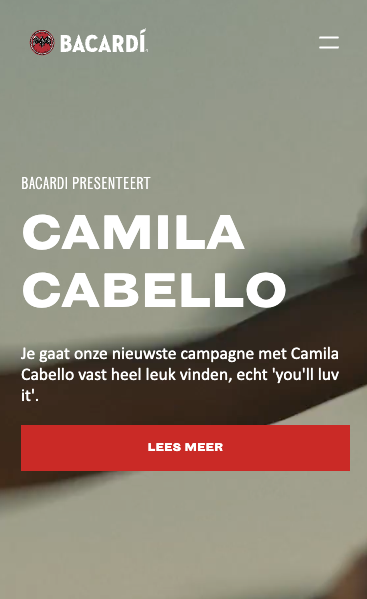 BACARDÍ
BACARDI PRESENTEERT
CAMILA
CABELLO
Je gaat onze nieuwste campagne met Camila
Cabello vast heel leuk vinden, echt 'you'll luv
it'.
LEES MEER